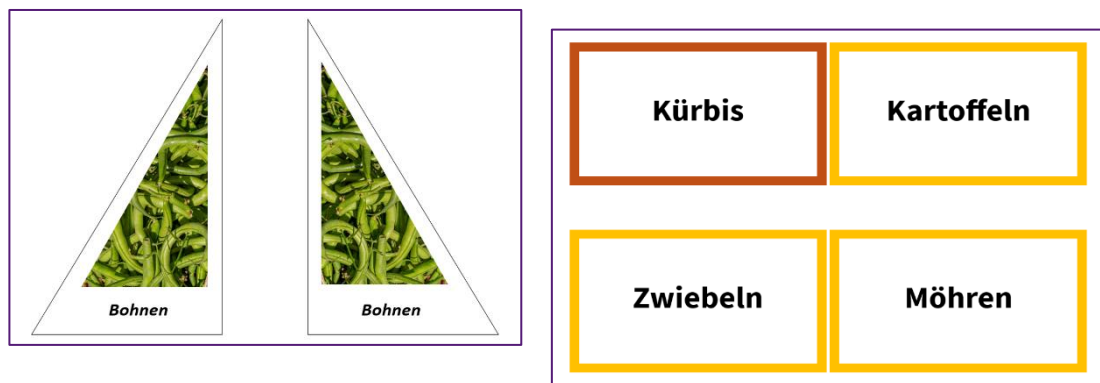 Bohnen
Bohnen
Kürbis
Kartoffeln
Zwiebeln
Möhren